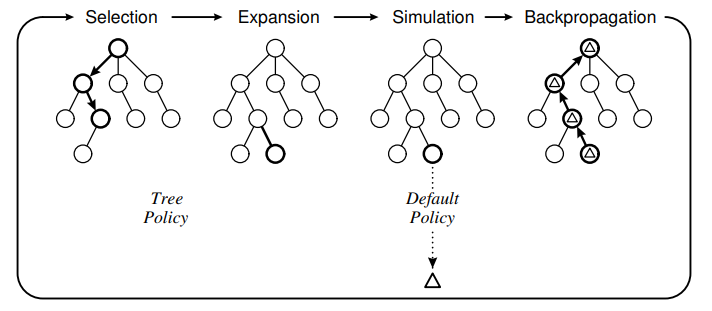 Selection
Expansion
Simulation
Backpropagation
Tree
Policy
Default
Policy